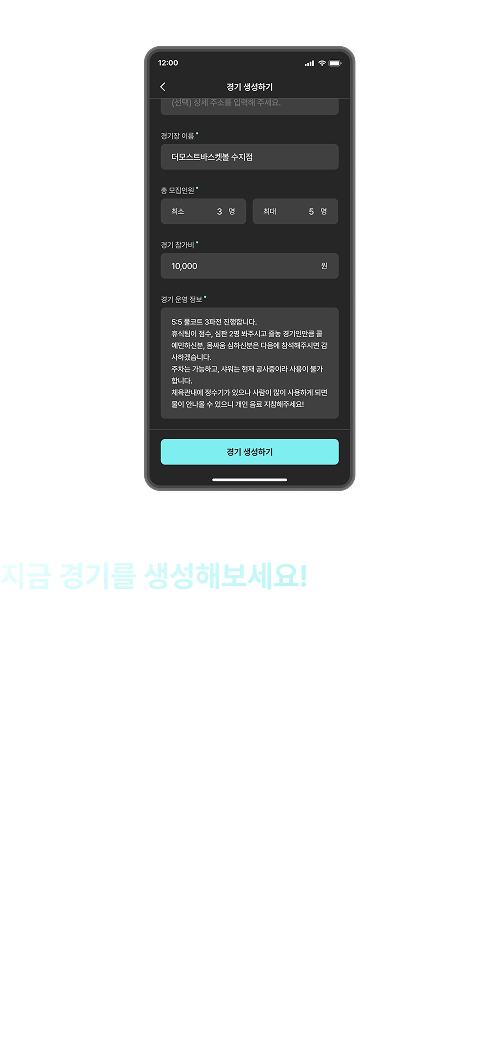 12:00
경기 생성하기
(선택) 상세 주소를 입력해 주세요.
경기장 이름
더모스트바스켓볼 수지점
총 모집인원
최소 3 명 최대 5 명
경기 참가비
10,000 원
경기 운영 정보
5:5 풀코트 3파전 진행합니다.
휴식팀이 점수, 심판 2명 봐주시고 즐농 경기인만큼 콜
예민하신분, 몸싸움 심하신분은 다음에 참석해주시면 감
사하겠습니다.
주차는 가능하고, 샤워는 현재 공사중이라 사용이 불가
합니다.
체육관내에 정수기가 있으나 사람이 많이 사용하게 되면
물이 안나올 수 있으니 개인 음료 지참해주세요!
경기 생성하기
지금 경기를 생성해보세요!